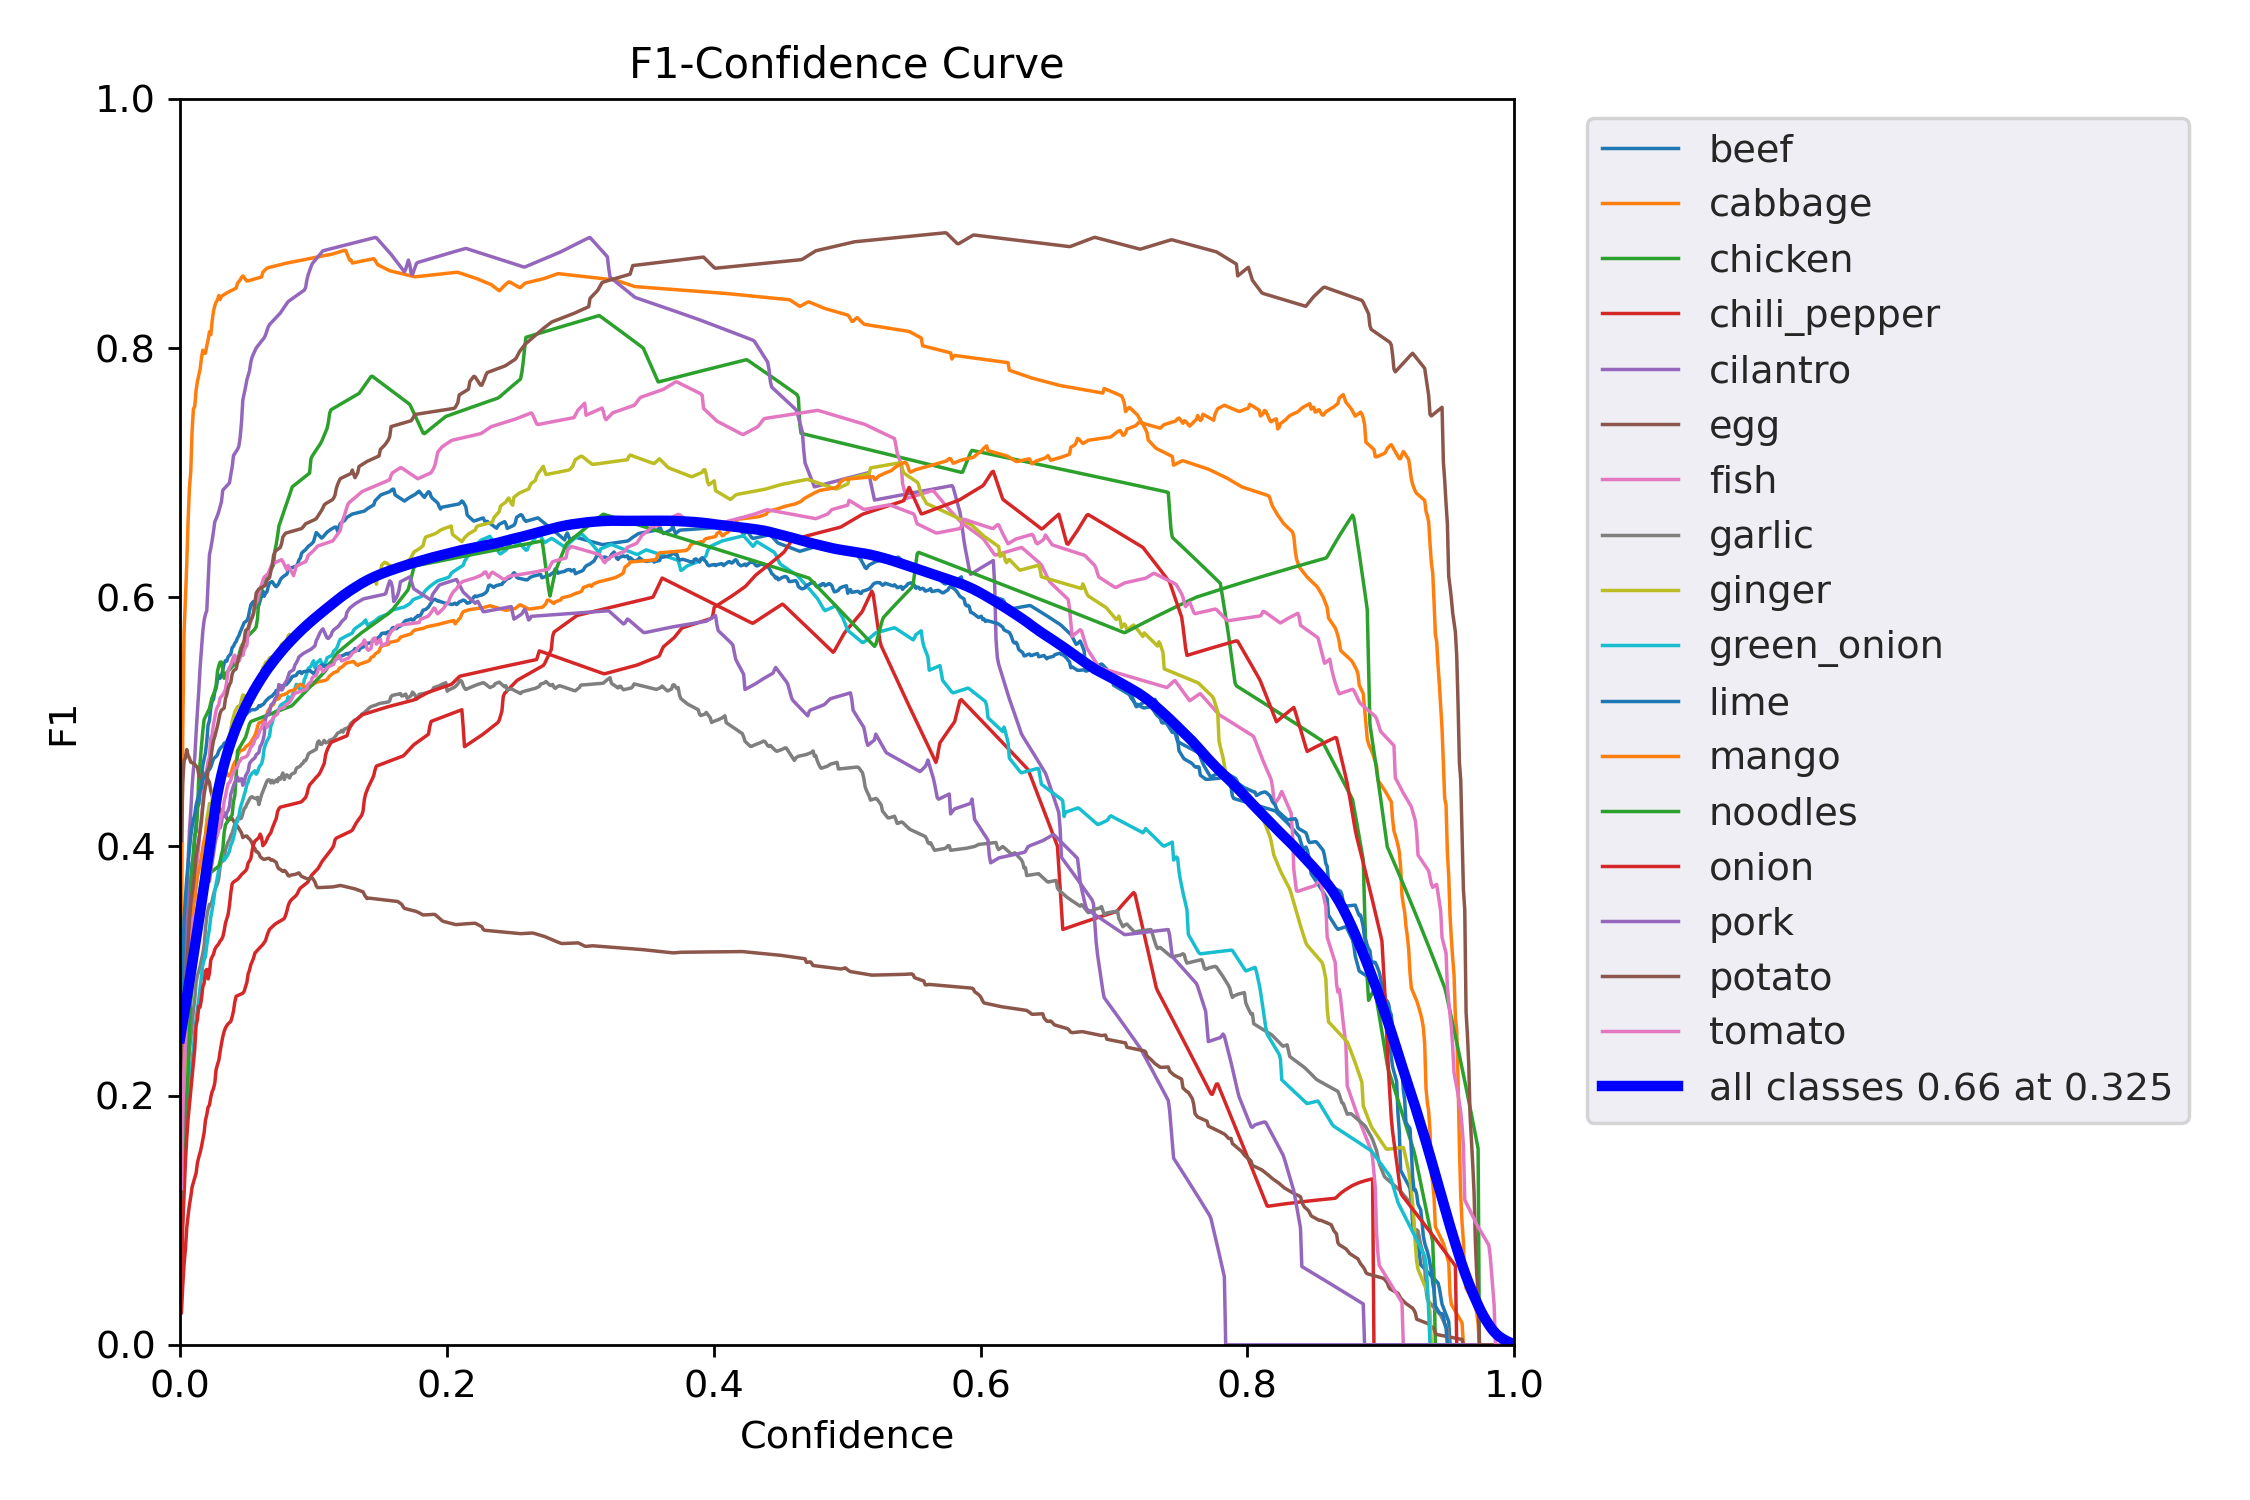 F1-Confidence Curve
1.0
0.8
0.6
0.4
0.2
0.0
F1
0.0 0.2 0.4 0.6 0.8 1.0
Confidence
beef
cabbage
chicken
chili_pepper
cilantro
egg
fish
garlic
ginger
green_onion
lime
mango
noodles
onion
pork
potato
tomato
all classes 0.66 at 0.325